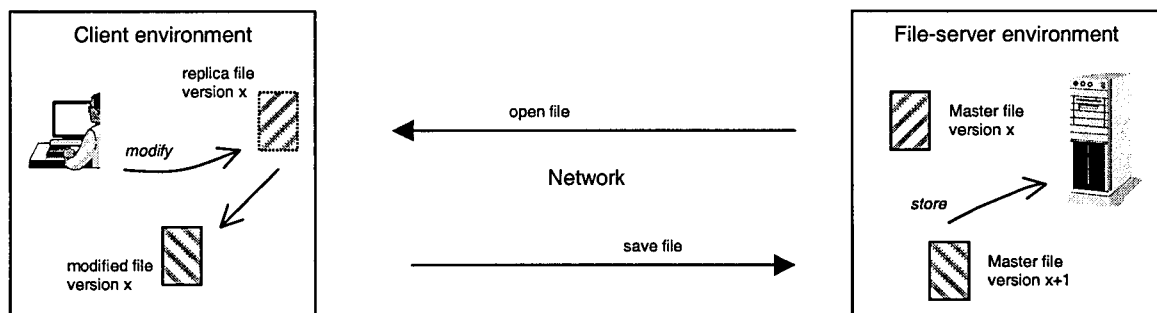 Client environment
replica file
version x
modify
modified file
version x
open file
Network
save file
File-server environment
Master file
version x
store
Master file
version x+1